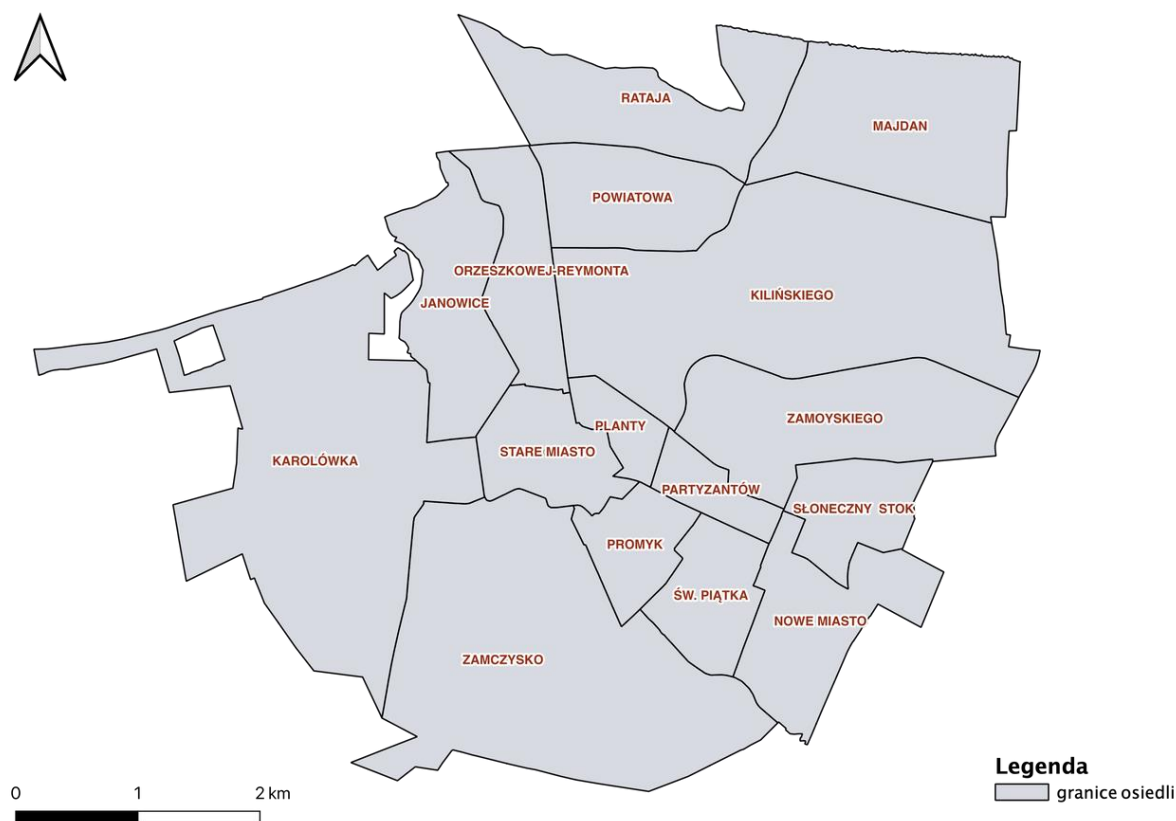 RATAJA
MAJDAN
POWIATOWA
ORZESZKOWEJ-REYMONTA
KILIŃSKIEGO
JANOWICE
ZAMOYSKIEGO
PLANTY
STARE MIASTO
KAROLÓWKA
PARTYZANTÓW
SŁONECZNY STOK
PROMYK
ŚW. PIĄTKA
NOWE MIASTO
ZAMCZYSKO
Legenda
granice osiedli
0 1 2 km